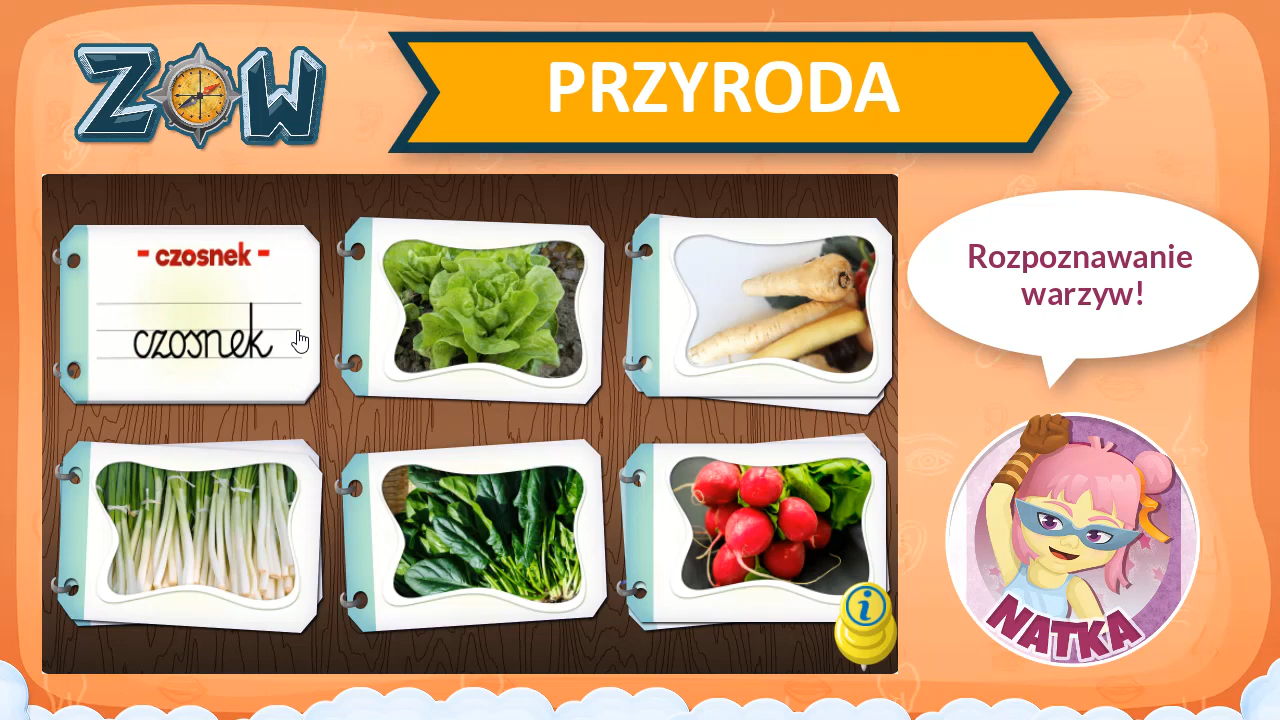 ZOW
PRZYRODA
- czosnek -
czosnek
Rozpoznawanie
warzyw!
i
NATKA